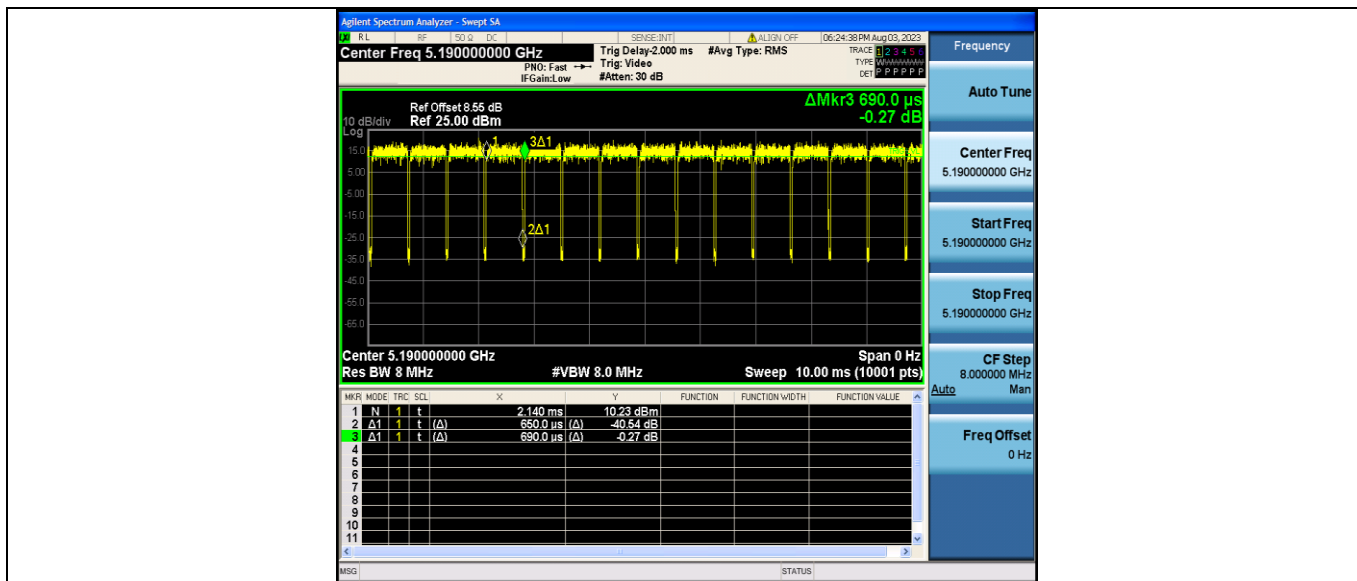 Agilent Spectrum Analyzer - Swept SA
RL RF 50 Ω DC SENSE:INT ALIGN OFF 06:24:38 PM Aug 03, 2023
Center Freq 5.190000000 GHz
PNO: Fast
IFGain:Low
Trig Delay-2.000 ms
Trig: Video
#Atten: 30 dB
#Avg Type: RMS
TRACE 1 2 3 4 5 6
TYPE
DET P P P P P P
ΔMkr3 690.0 µs
-0.27 dB
Ref Offset 8.55 dB
10 dB/div Ref 25.00 dBm
Log
15.0
5.00
-5.00
-15.0
-25.0
-35.0
-45.0
-55.0
-65.0
1
3Δ1
2Δ1
Center 5.190000000 GHz Span 0 Hz
Res BW 8 MHz #VBW 8.0 MHz Sweep 10.00 ms (10001 pts)
MKR MODE TRC SCL X Y FUNCTION FUNCTION WIDTH FUNCTION VALUE
1 N 1 t 2.140 ms 10.23 dBm
2 Δ1 1 t (Δ) 650.0 µs (Δ) -40.54 dB
3 Δ1 1 t (Δ) 690.0 µs (Δ) -0.27 dB
4
5
6
7
8
9
10
11
MSG STATUS
Frequency
Auto Tune
Center Freq
5.190000000 GHz
Start Freq
5.190000000 GHz
Stop Freq
5.190000000 GHz
CF Step
8.000000 MHz
Auto Man
Freq Offset
0 Hz